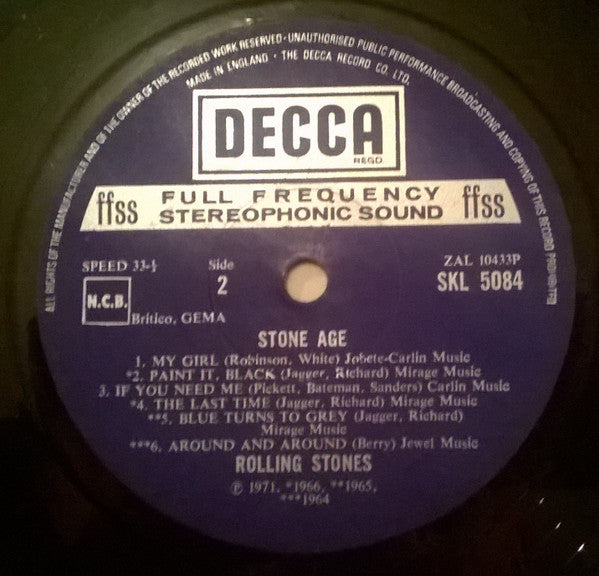 ALL RIGHTS OF THE MANUFACTURER AND OF THE OWNER OF THE RECORDED WORK RESERVED · UNAUTHORISED PUBLIC PERFORMANCE BROADCASTING AND COPYING OF THIS RECORD PROHIBITED
MADE IN ENGLAND · THE DECCA RECORD CO. LTD.
DECCA
REGD
ffss FULL FREQUENCY STEREOPHONIC SOUND ffss
SPEED 33-⅓
Side
2
ZAL 10433P
SKL 5084
N.C.B.
Britico, GEMA
STONE AGE
1. MY GIRL (Robinson, White) Jobete-Carlin Music
*2. PAINT IT, BLACK (Jagger, Richard) Mirage Music
3. IF YOU NEED ME (Pickett, Bateman, Sanders) Carlin Music
*4. THE LAST TIME (Jagger, Richard) Mirage Music
**5. BLUE TURNS TO GREY (Jagger, Richard)
Mirage Music
***6. AROUND AND AROUND (Berry) Jewel Music
ROLLING STONES
℗ 1971, *1966, **1965,
***1964